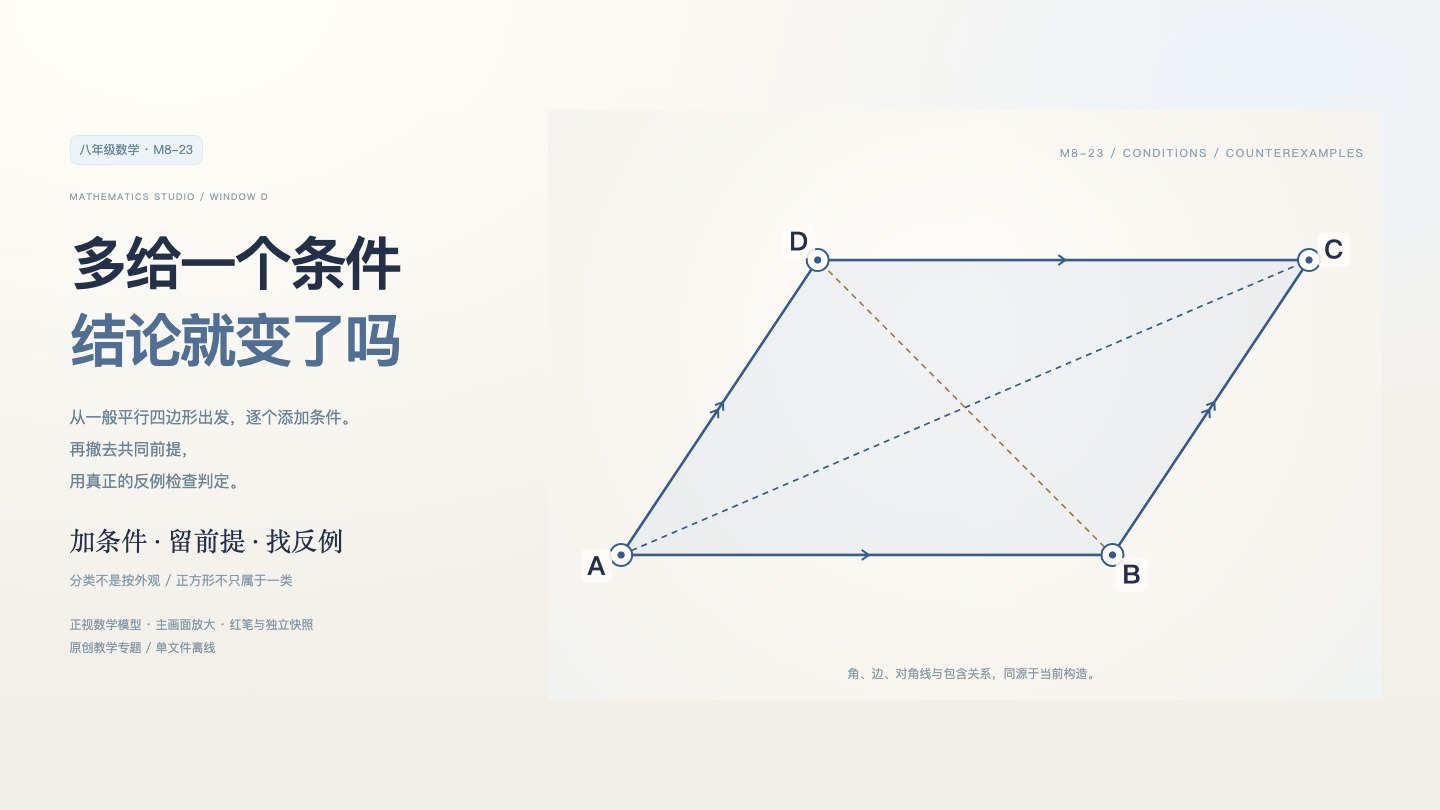 八年级数学 · M8–23
MATHEMATICS STUDIO / WINDOW D
多给一个条件
结论就变了吗
从一般平行四边形出发，逐个添加条件。
再撤去共同前提，
用真正的反例检查判定。
加条件 · 留前提 · 找反例
分类不是按外观 / 正方形不只属于一类
正视数学模型 · 主画面放大 · 红笔与独立快照
原创教学专题 / 单文件离线
M8–23 / CONDITIONS / COUNTEREXAMPLES
D
C
A
B
角、边、对角线与包含关系，同源于当前构造。